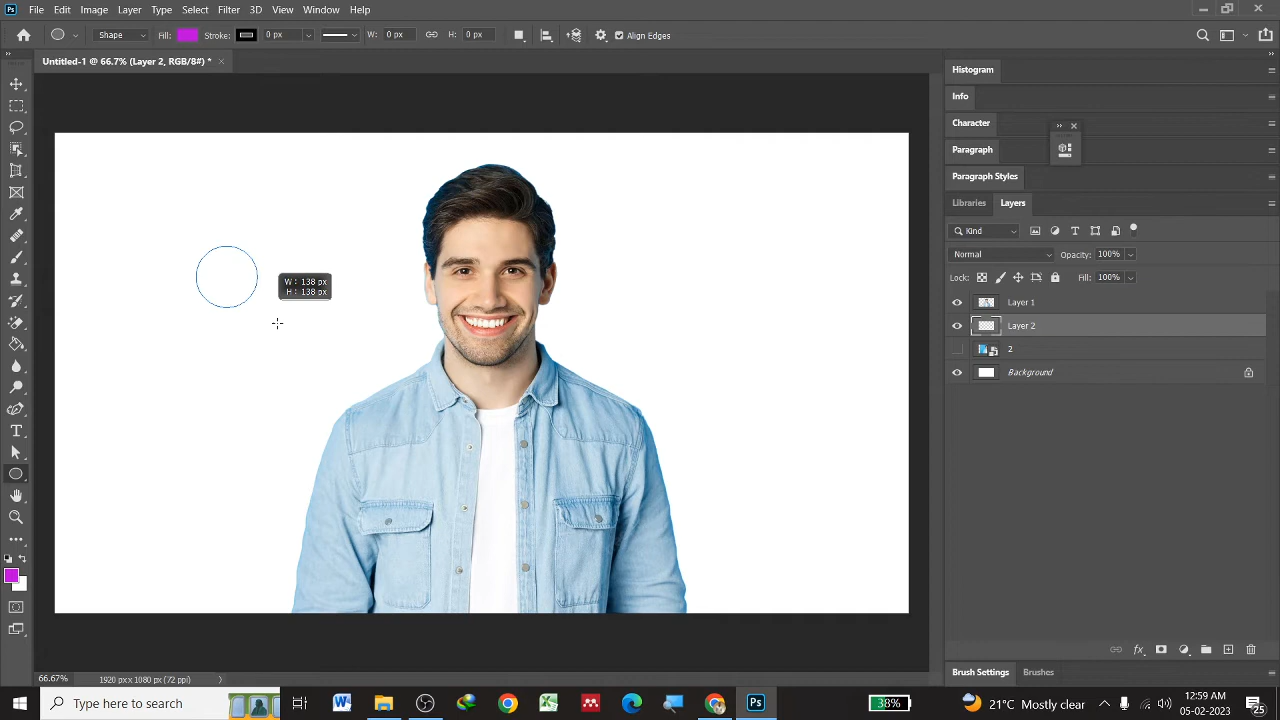 Ps File Edit Image Layer Type Select Filter 3D View Window Help
Shape Fill: Stroke: 0 px W: 0 px H: 0 px Align Edges
Untitled-1 @ 66.7% (Layer 2, RGB/8#) *
Histogram
Info
Character
Paragraph
Paragraph Styles
Libraries Layers
Kind
Normal Opacity: 100%
Lock: Fill: 100%
W: 138 px
H: 138 px
Layer 1
Layer 2
2
Background
Brush Settings Brushes
66.67% 1920 px x 1080 px (72 ppi)
Type here to search
Ps
38%
21°C Mostly clear
12:59 AM
05-02-2023
25